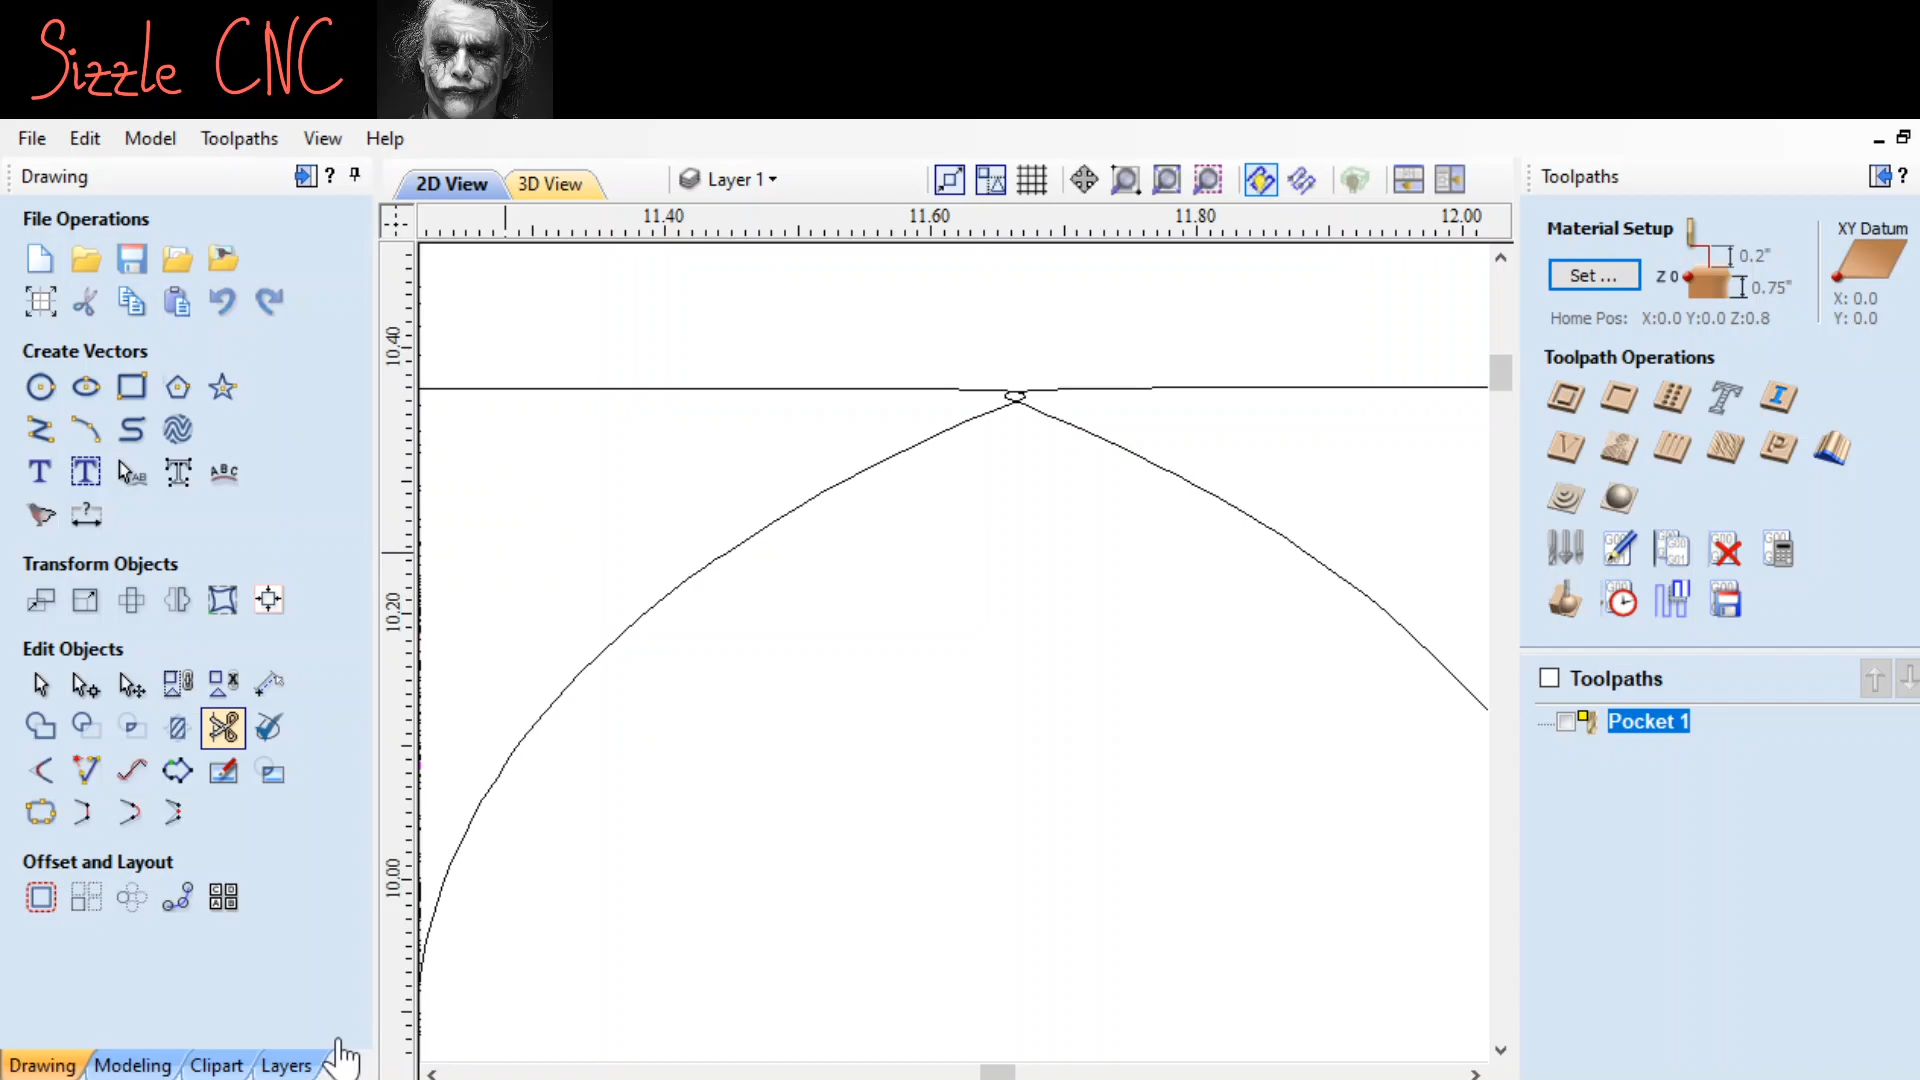 Sizzle CNC
File Edit Model Toolpaths View Help
Drawing
?
2D View 3D View
Layer 1
Toolpaths
?
File Operations
11.40 11.60 11.80 12.00
Material Setup
XY Datum
0.2"
Set ...
Z 0
0.75"
X: 0.0
Home Pos: X:0.0 Y:0.0 Z:0.8
Y: 0.0
Create Vectors
10.40
Toolpath Operations
T T AB T ABC
?
Transform Objects
10.20
Edit Objects
Toolpaths
Pocket 1
Offset and Layout
10.00
Drawing Modeling Clipart Layers